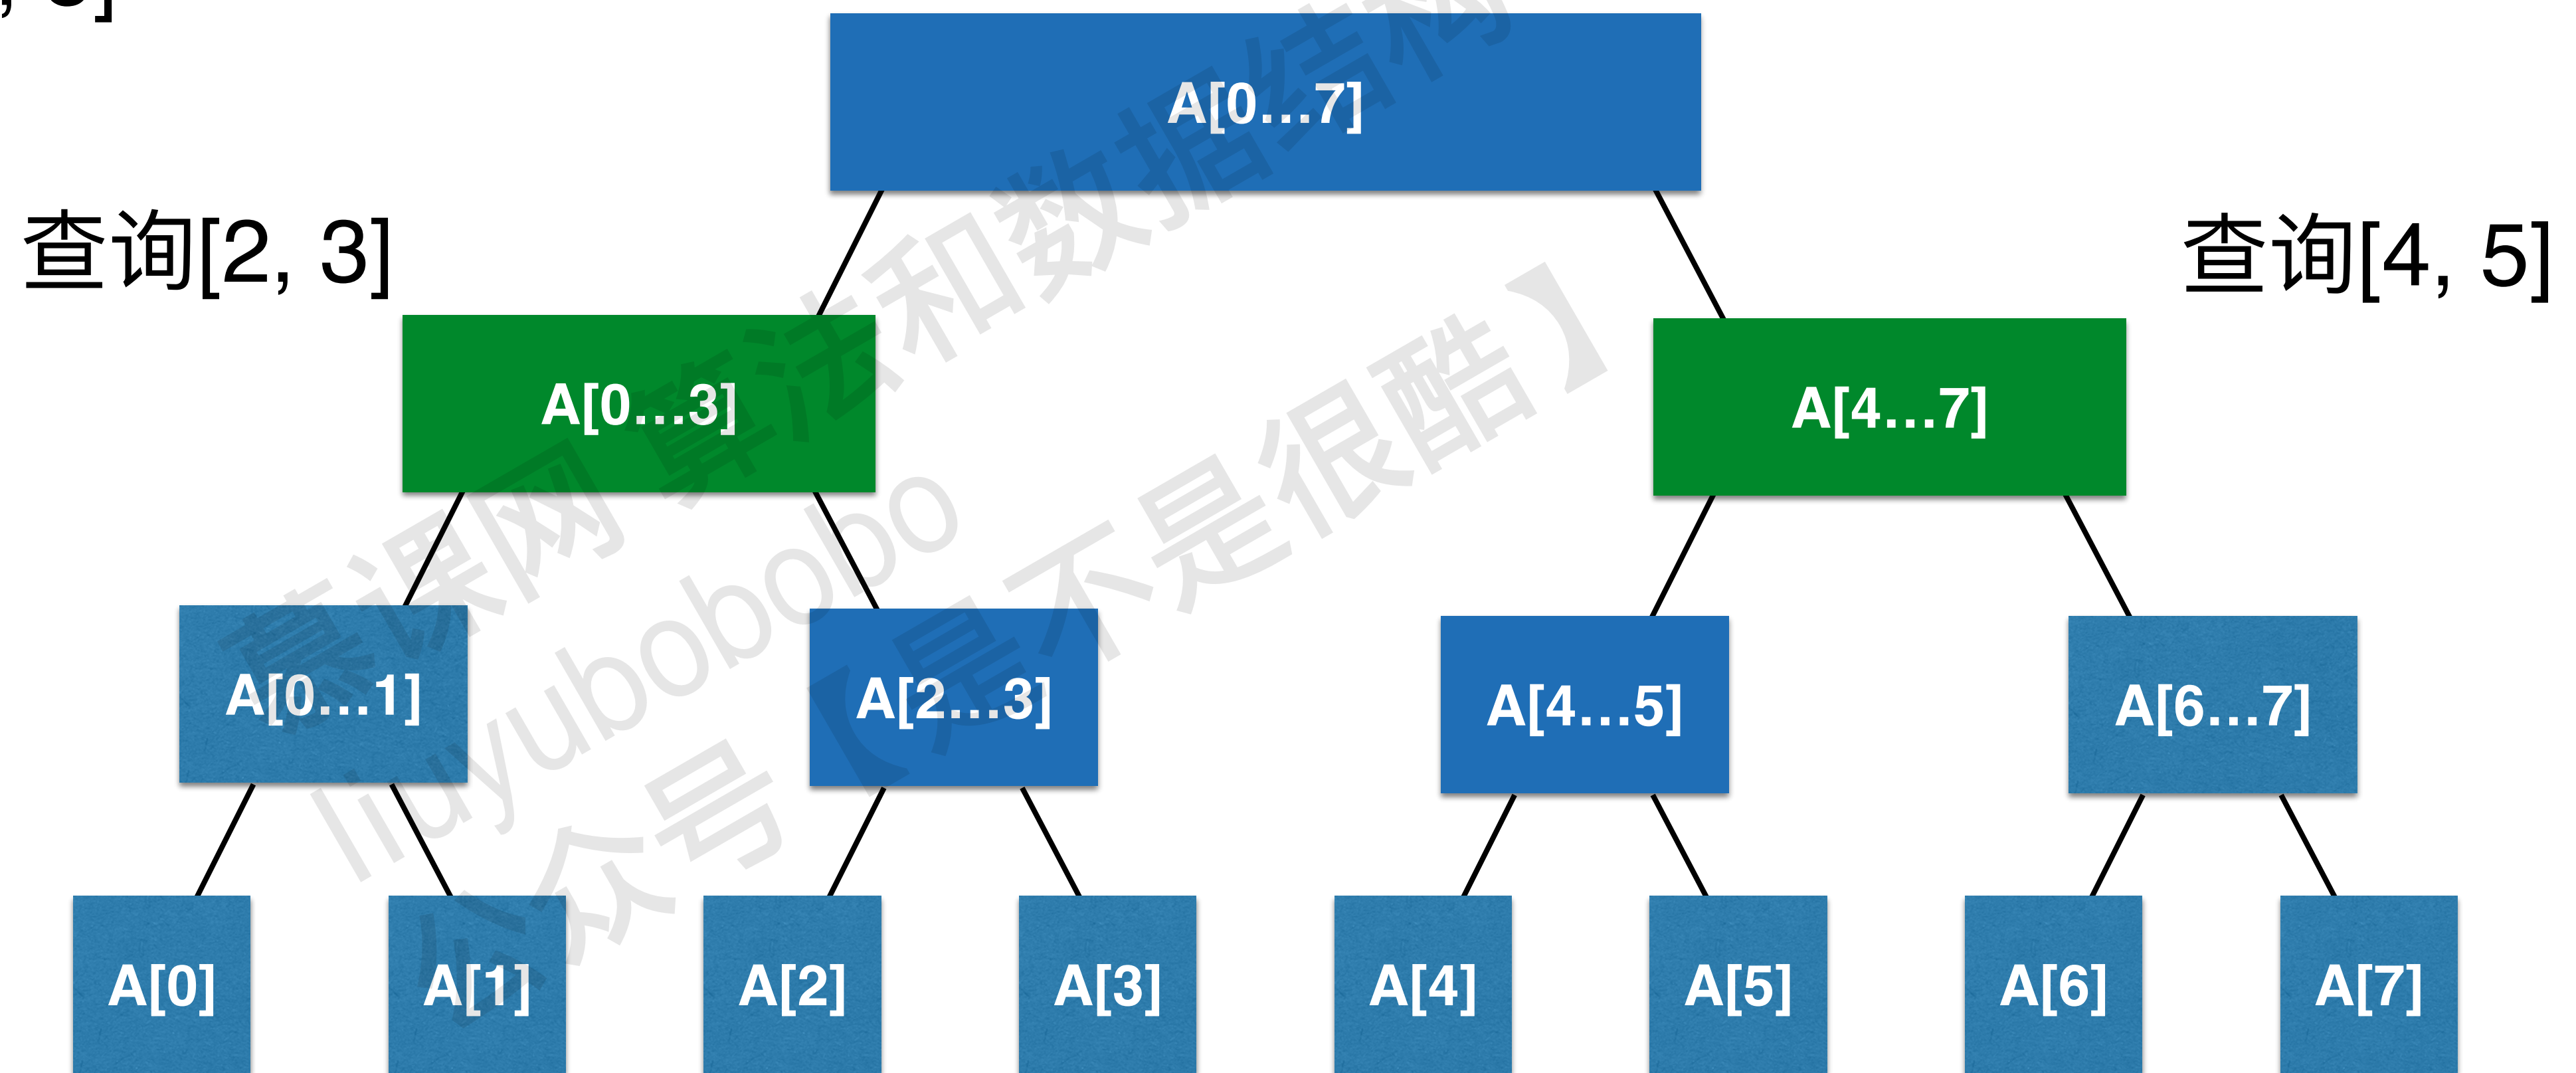 , 5]
A[0…7]
查询[2, 3]
查询[4, 5]
A[0…3]
A[4…7]
A[0…1]
A[2…3]
A[4…5]
A[6…7]
A[0]
A[1]
A[2]
A[3]
A[4]
A[5]
A[6]
A[7]
慕课网 算法和数据结构
liuyubobobo
公众号【是不是很酷】